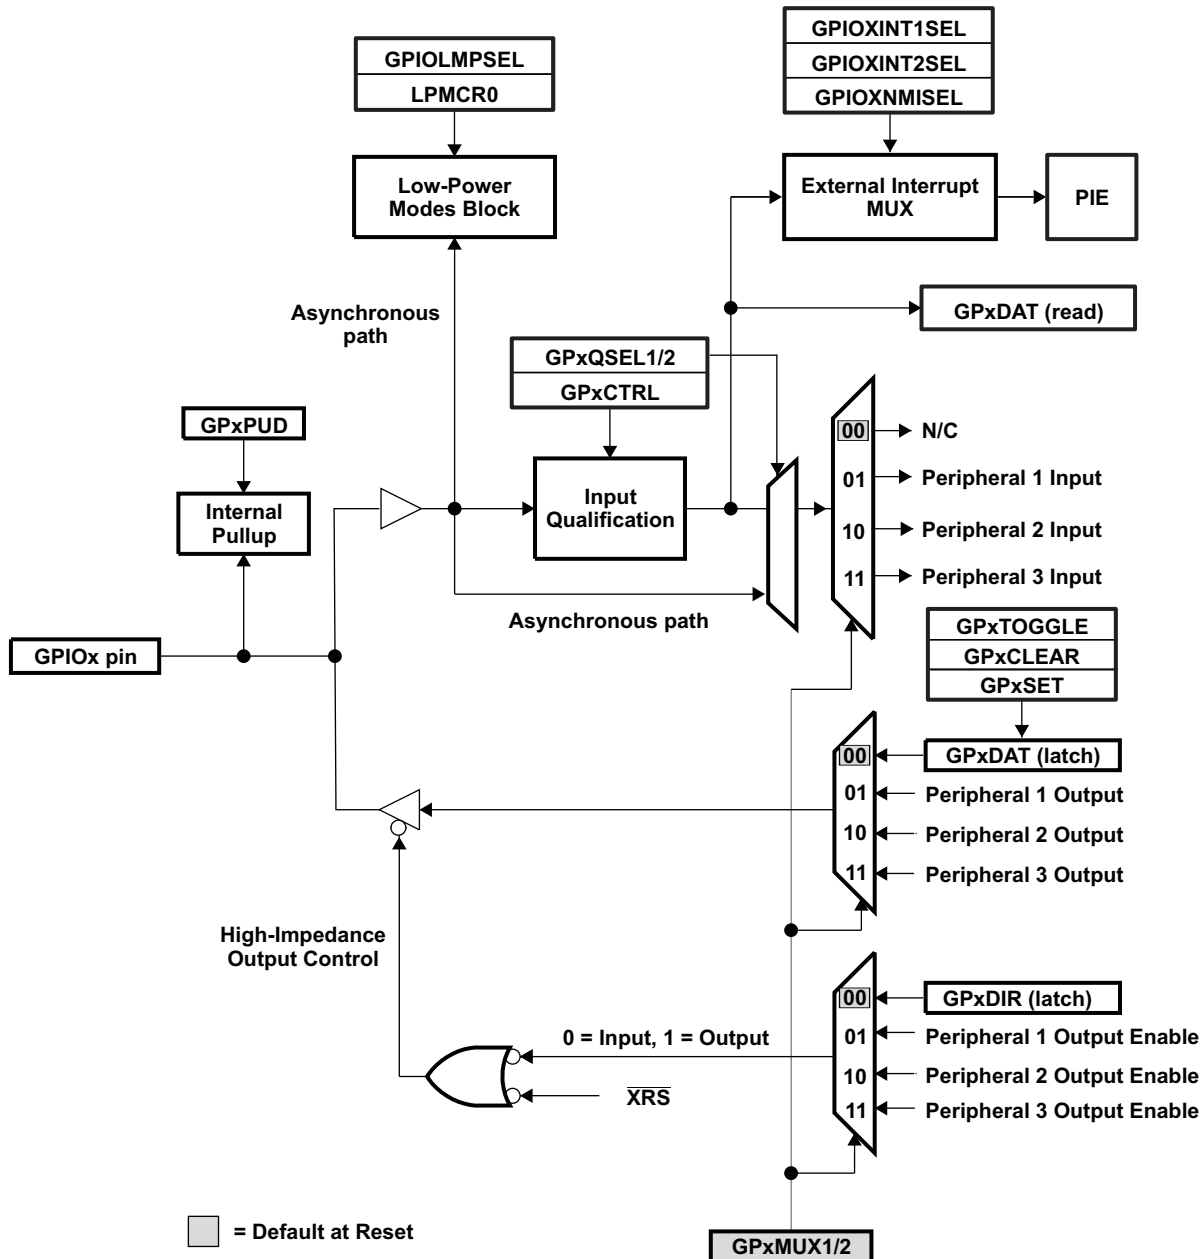 GPIOXINT1SEL
GPIOXINT2SEL
GPIOXNMISEL
GPIOLMPSEL
LPMCR0
Low-Power
Modes Block
External Interrupt
MUX
PIE
Asynchronous
path
GPxDAT (read)
GPxQSEL1/2
GPxCTRL
GPxPUD
Internal
Pullup
Input
Qualification
00
N/C
01
Peripheral 1 Input
10
Peripheral 2 Input
11
Peripheral 3 Input
Asynchronous path
GPIOx pin
GPxTOGGLE
GPxCLEAR
GPxSET
00
GPxDAT (latch)
01
Peripheral 1 Output
10
Peripheral 2 Output
11
Peripheral 3 Output
High-Impedance
Output Control
00
GPxDIR (latch)
0 = Input, 1 = Output
01
Peripheral 1 Output Enable
10
Peripheral 2 Output Enable
XRS
11
Peripheral 3 Output Enable
= Default at Reset
GPxMUX1/2